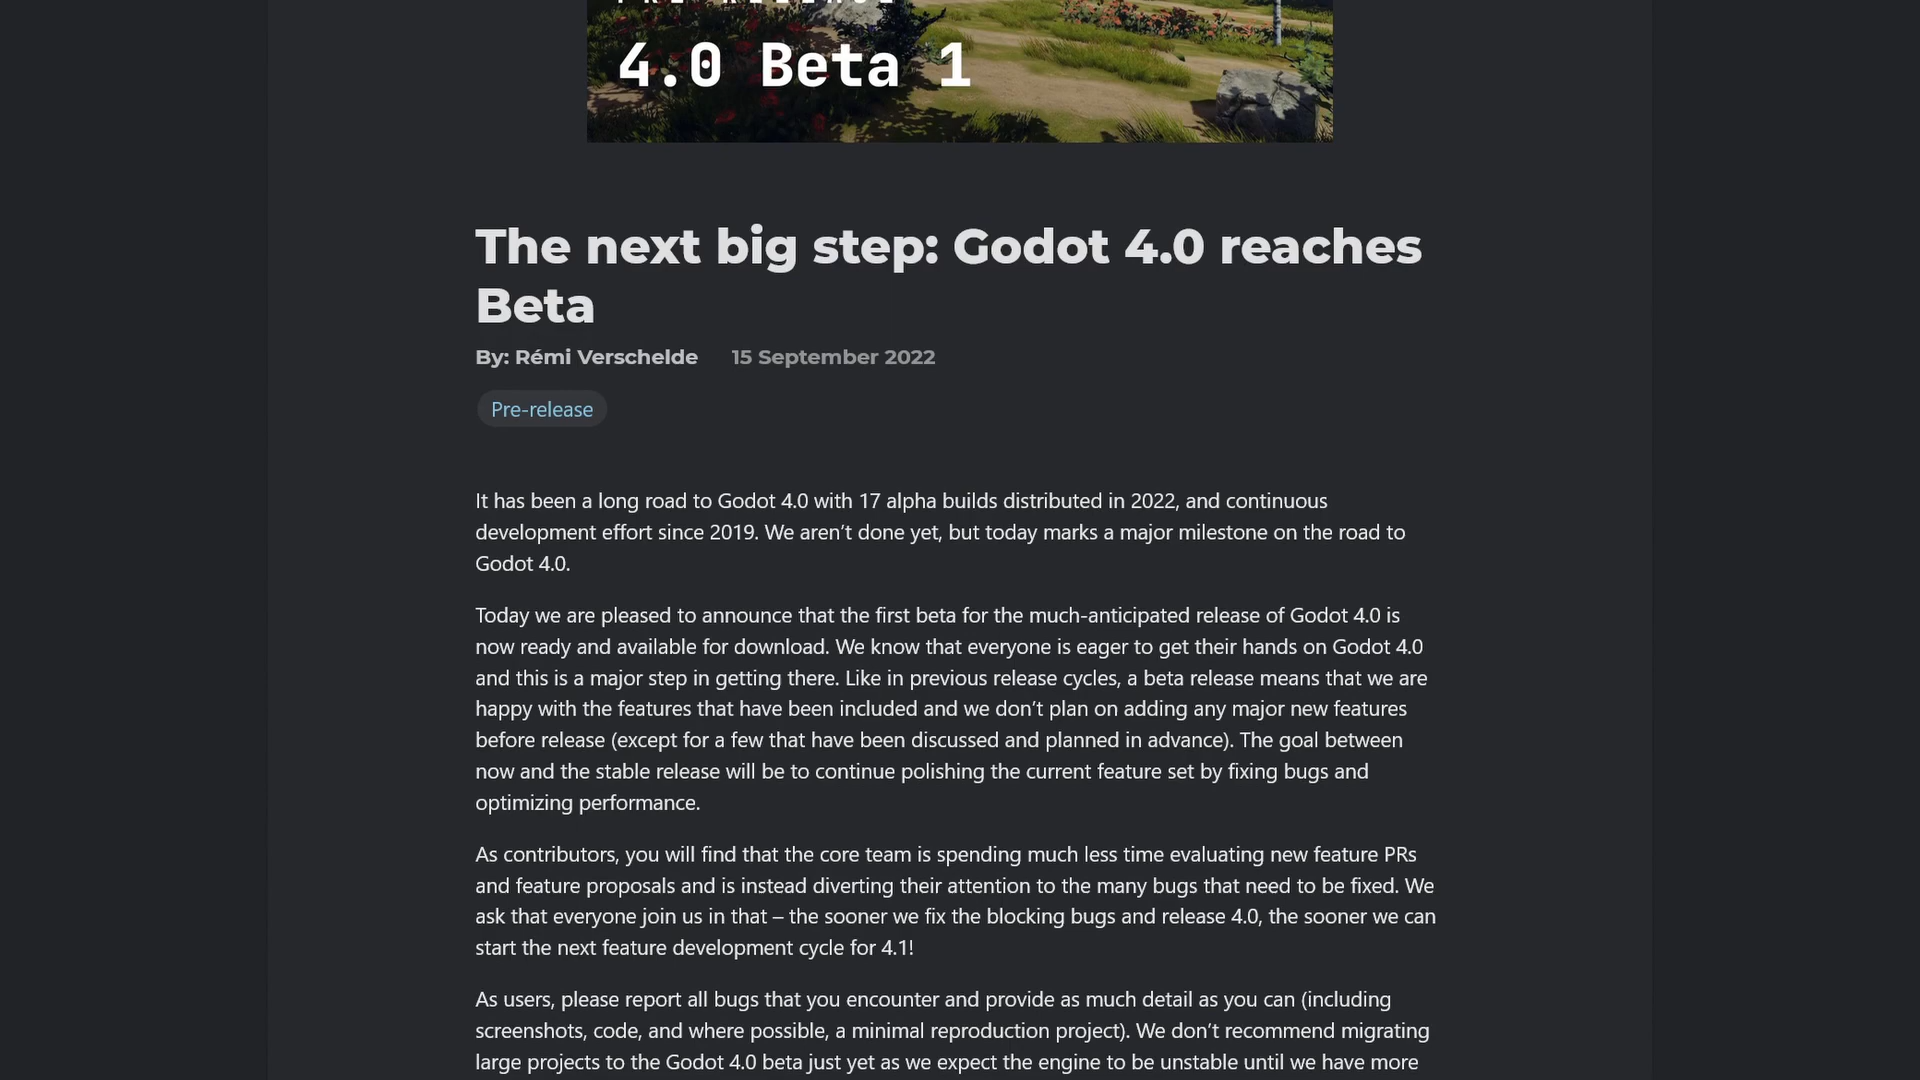 4.0 Beta 1
The next big step: Godot 4.0 reaches
Beta
By: Rémi Verschelde 15 September 2022
Pre-release
It has been a long road to Godot 4.0 with 17 alpha builds distributed in 2022, and continuous
development effort since 2019. We aren’t done yet, but today marks a major milestone on the road to
Godot 4.0.
Today we are pleased to announce that the first beta for the much-anticipated release of Godot 4.0 is
now ready and available for download. We know that everyone is eager to get their hands on Godot 4.0
and this is a major step in getting there. Like in previous release cycles, a beta release means that we are
happy with the features that have been included and we don’t plan on adding any major new features
before release (except for a few that have been discussed and planned in advance). The goal between
now and the stable release will be to continue polishing the current feature set by fixing bugs and
optimizing performance.
As contributors, you will find that the core team is spending much less time evaluating new feature PRs
and feature proposals and is instead diverting their attention to the many bugs that need to be fixed. We
ask that everyone join us in that – the sooner we fix the blocking bugs and release 4.0, the sooner we can
start the next feature development cycle for 4.1!
As users, please report all bugs that you encounter and provide as much detail as you can (including
screenshots, code, and where possible, a minimal reproduction project). We don’t recommend migrating
large projects to the Godot 4.0 beta just yet as we expect the engine to be unstable until we have more